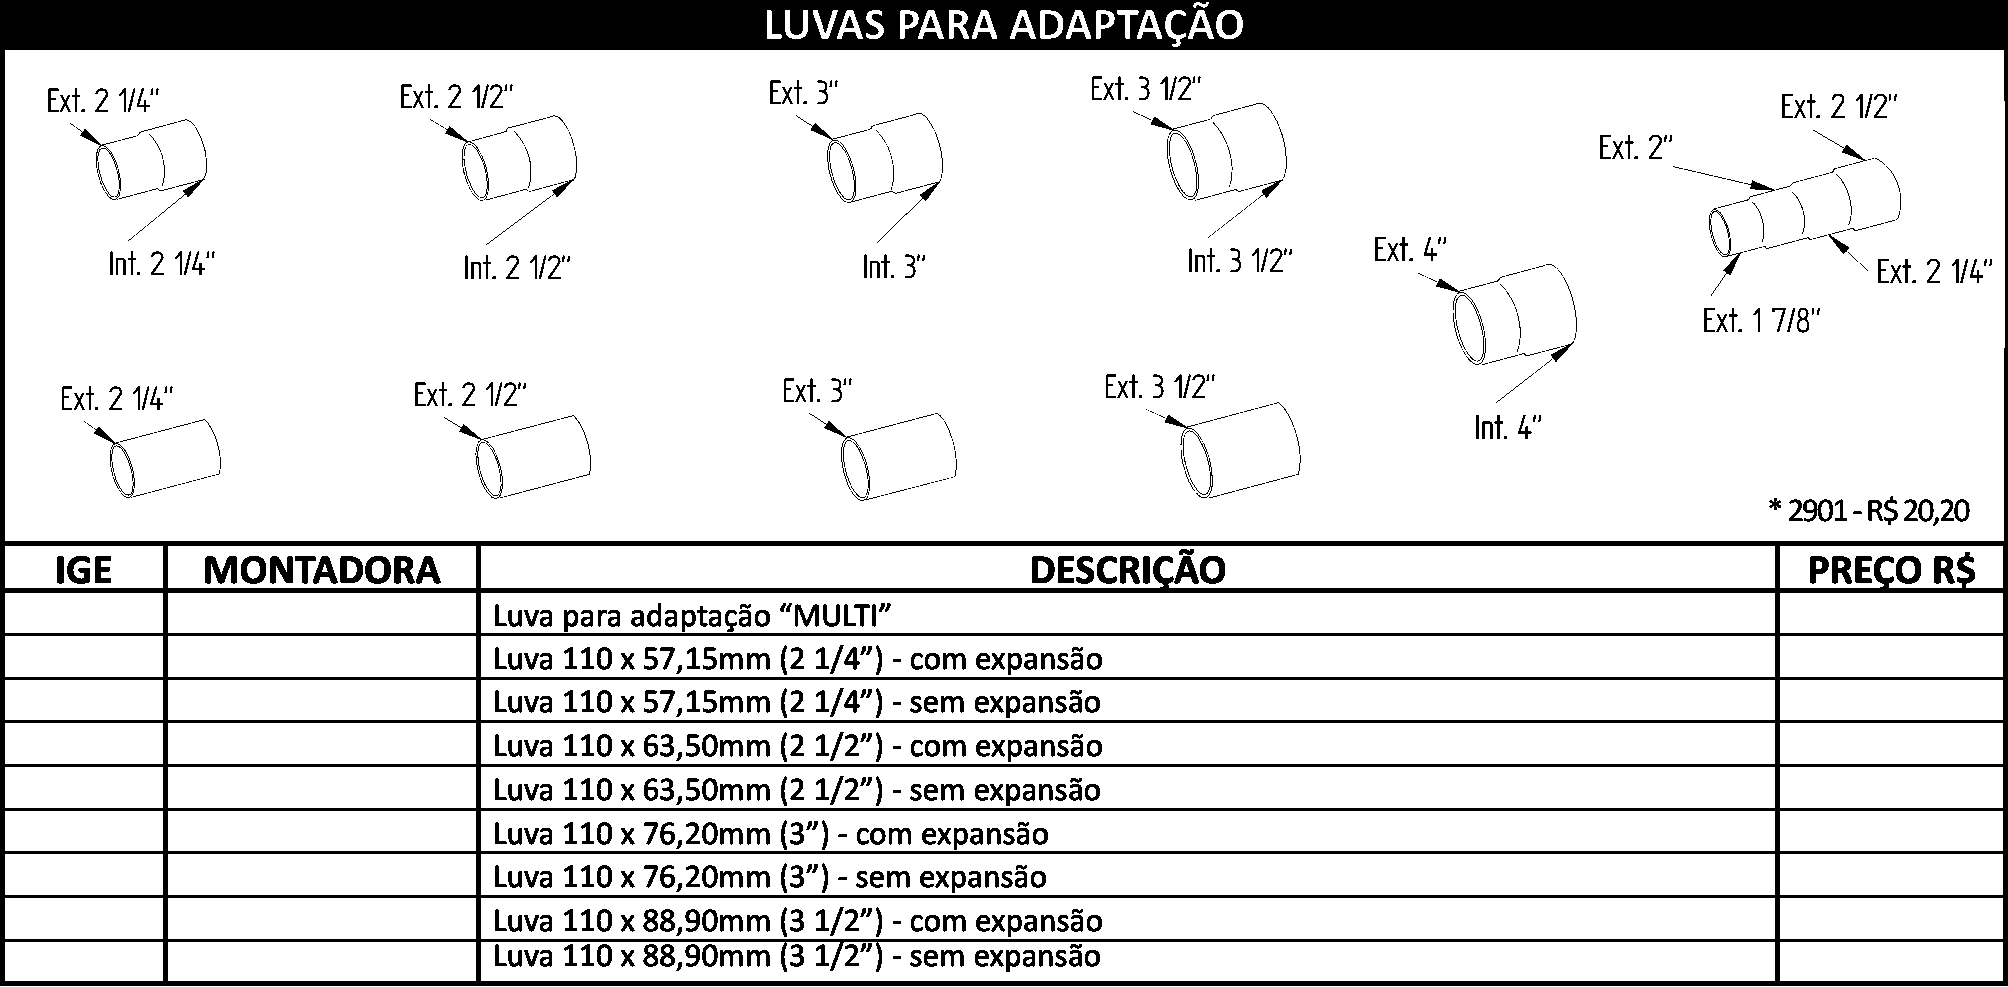 LUVAS PARA ADAPTAÇÃO
Ext. 2 1/4"
Int. 2 1/4"
Ext. 2 1/2"
Int. 2 1/2"
Ext. 3"
Int. 3"
Ext. 3 1/2"
Int. 3 1/2"
Ext. 4"
Int. 4"
Ext. 2 1/2"
Ext. 2"
Ext. 2 1/4"
Ext. 1 7/8"
Ext. 2 1/4"
Ext. 2 1/2"
Ext. 3"
Ext. 3 1/2"
* 2901 - R$ 20,20
IGE MONTADORA DESCRIÇÃO PREÇO R$
Luva para adaptação “MULTI”
Luva 110 x 57,15mm (2 1/4”) - com expansão
Luva 110 x 57,15mm (2 1/4”) - sem expansão
Luva 110 x 63,50mm (2 1/2”) - com expansão
Luva 110 x 63,50mm (2 1/2”) - sem expansão
Luva 110 x 76,20mm (3”) - com expansão
Luva 110 x 76,20mm (3”) - sem expansão
Luva 110 x 88,90mm (3 1/2”) - com expansão
Luva 110 x 88,90mm (3 1/2”) - sem expansão